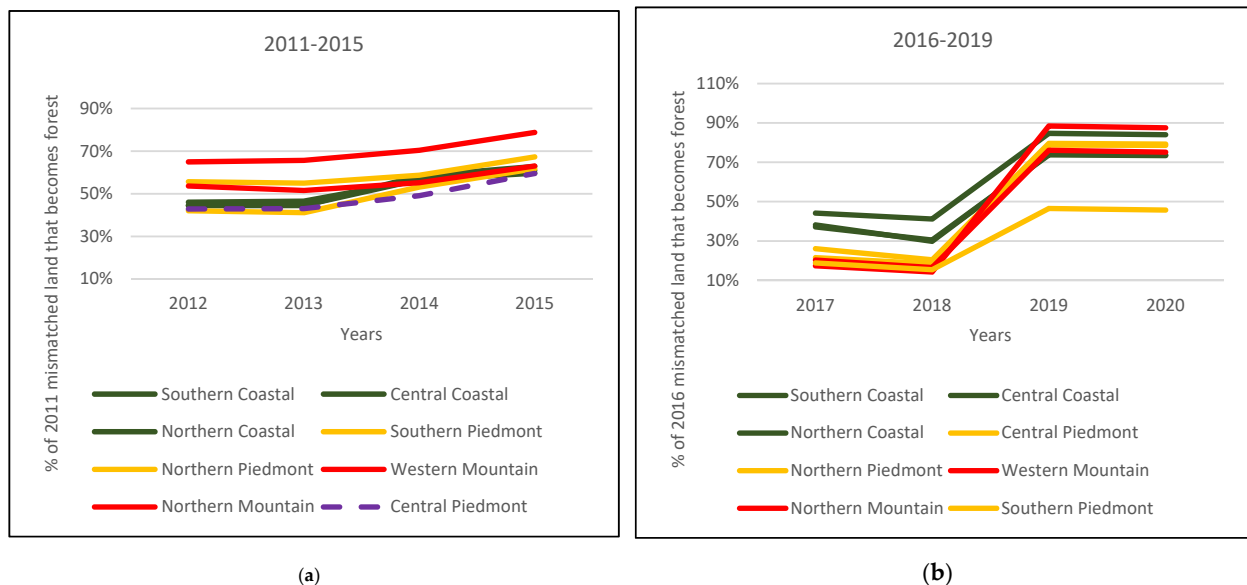 2011-2015
% of 2011 mismatched land that becomes forest
90%
70%
50%
30%
10%
2012 2013 2014 2015
Years
Southern Coastal Central Coastal
Northern Coastal Southern Piedmont
Northern Piedmont Western Mountain
Northern Mountain Central Piedmont
(a)
2016-2019
% of 2016 mismatched land that becomes forest
110%
90%
70%
50%
30%
10%
2017 2018 2019 2020
Years
Southern Coastal Central Coastal
Northern Coastal Central Piedmont
Northern Piedmont Western Mountain
Northern Mountain Southern Piedmont
(b)